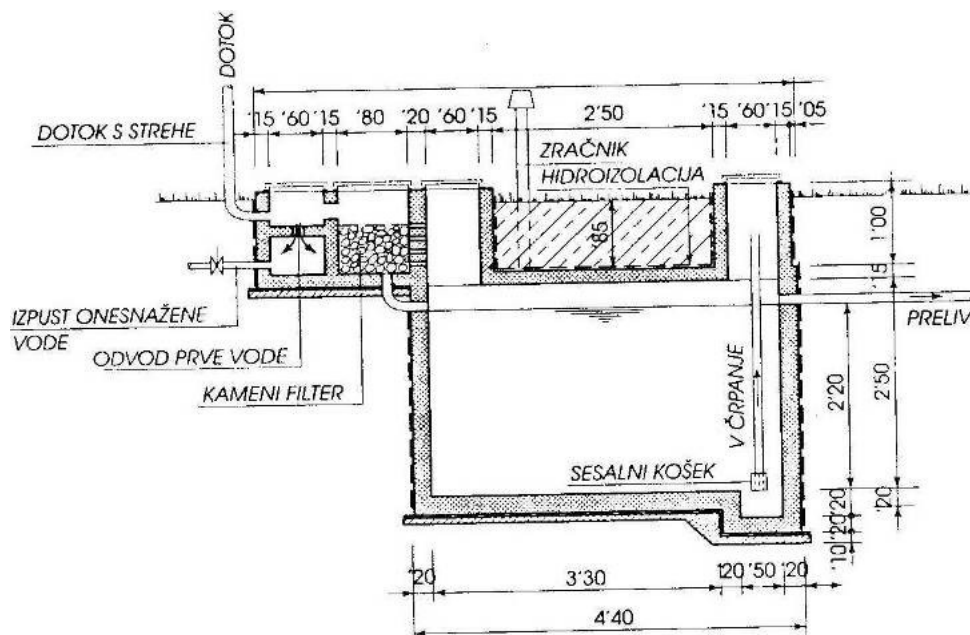 DOTOK
DOTOK S STREHE
'15 '60 '15 '80 '20 '60 '15 2'50 '15 '60 '15 '05
ZRAČNIK
HIDROIZOLACIJA
'85
1'00
'15
IZPUST ONESNAŽENE
VODE
ODVOD PRVE VODE
KAMENI FILTER
PRELIV
V ČRPANJE
2'20
2'50
SESALNI KOŠEK
'20
'20
'20
'10
'20 3'30 '20 '50 '20
4'40